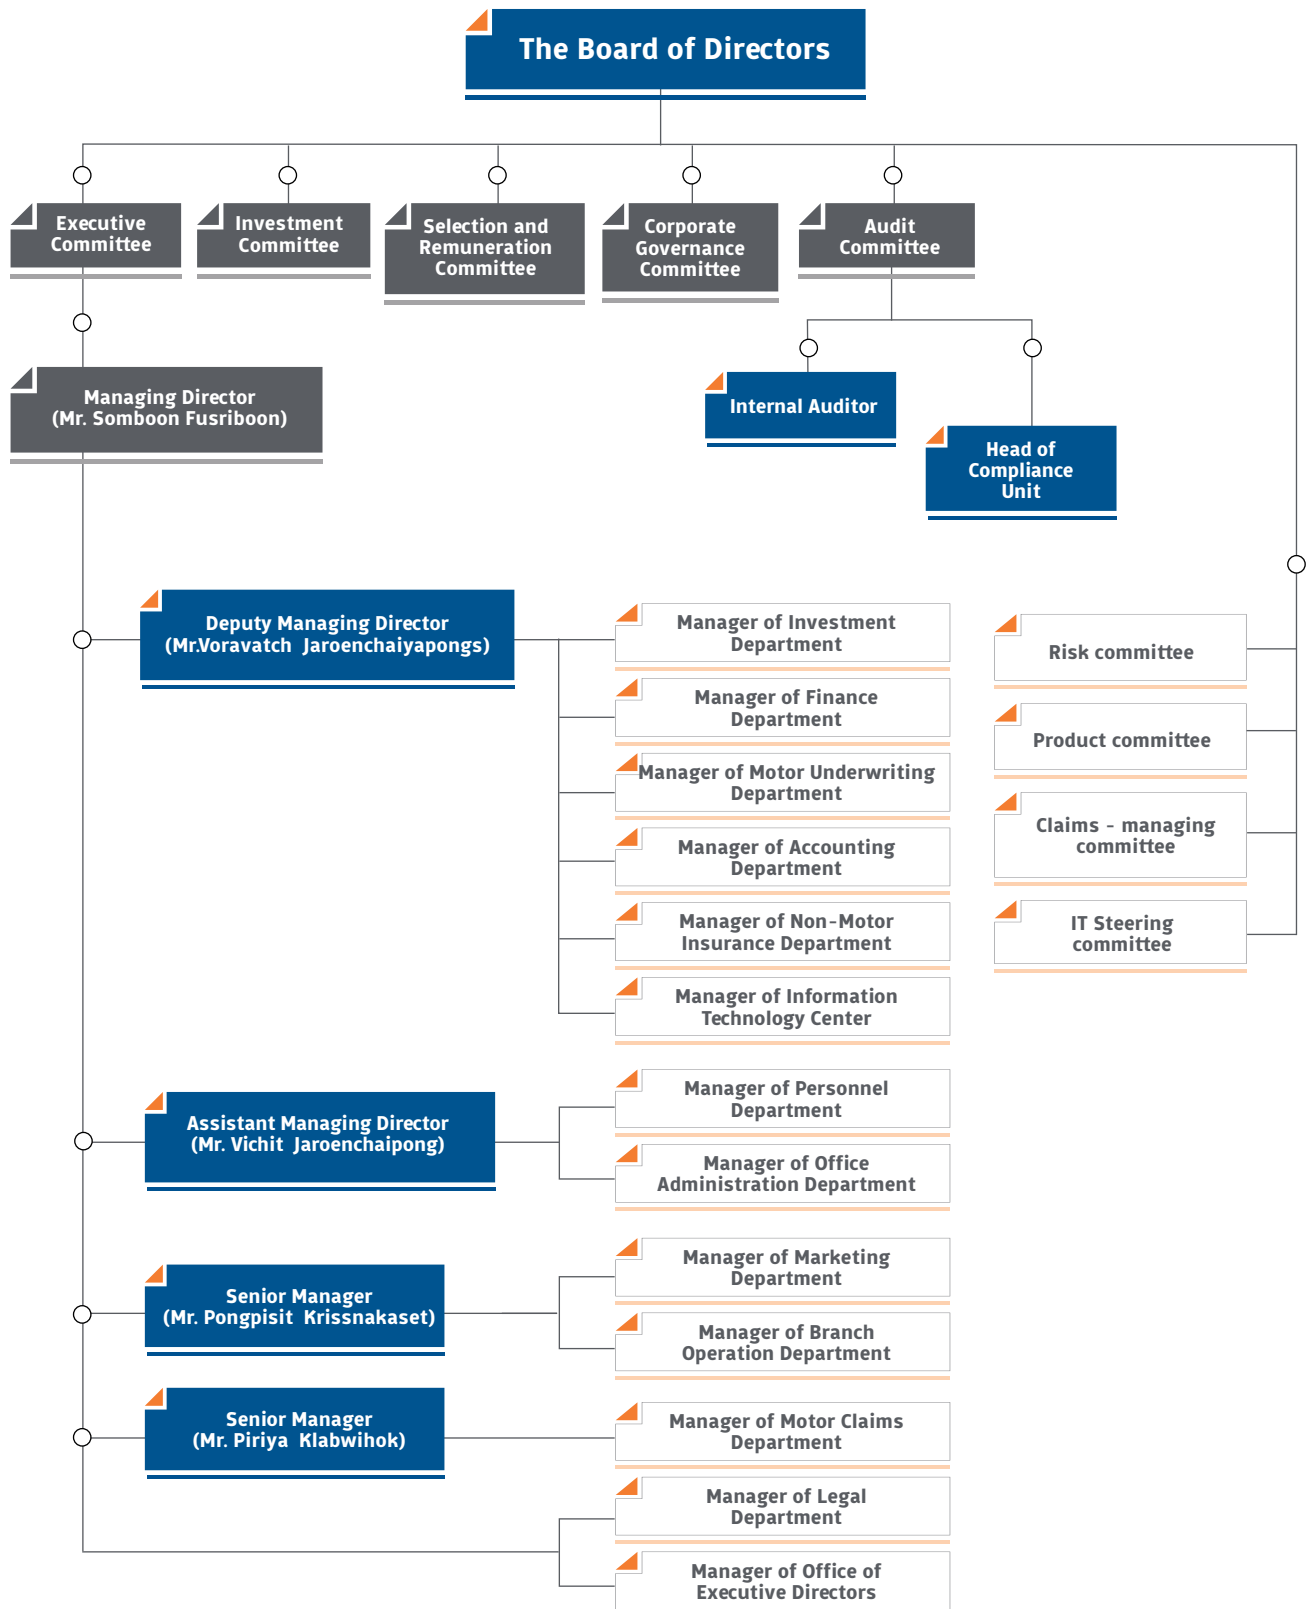 The Board of Directors
Executive
Committee
Investment
Committee
Selection and
Remuneration
Committee
Corporate
Governance
Committee
Audit
Committee
Managing Director
(Mr. Somboon Fusriboon)
Internal Auditor
Head of
Compliance
Unit
Deputy Managing Director
(Mr.Voravatch Jaroenchaiyapongs)
Manager of Investment
Department
Manager of Finance
Department
Manager of Motor Underwriting
Department
Manager of Accounting
Department
Manager of Non-Motor
Insurance Department
Manager of Information
Technology Center
Risk committee
Product committee
Claims - managing
committee
IT Steering
committee
Assistant Managing Director
(Mr. Vichit Jaroenchaipong)
Manager of Personnel
Department
Manager of Office
Administration Department
Senior Manager
(Mr. Pongpisit Krissnakaset)
Manager of Marketing
Department
Manager of Branch
Operation Department
Senior Manager
(Mr. Piriya Klabwihok)
Manager of Motor Claims
Department
Manager of Legal
Department
Manager of Office of
Executive Directors